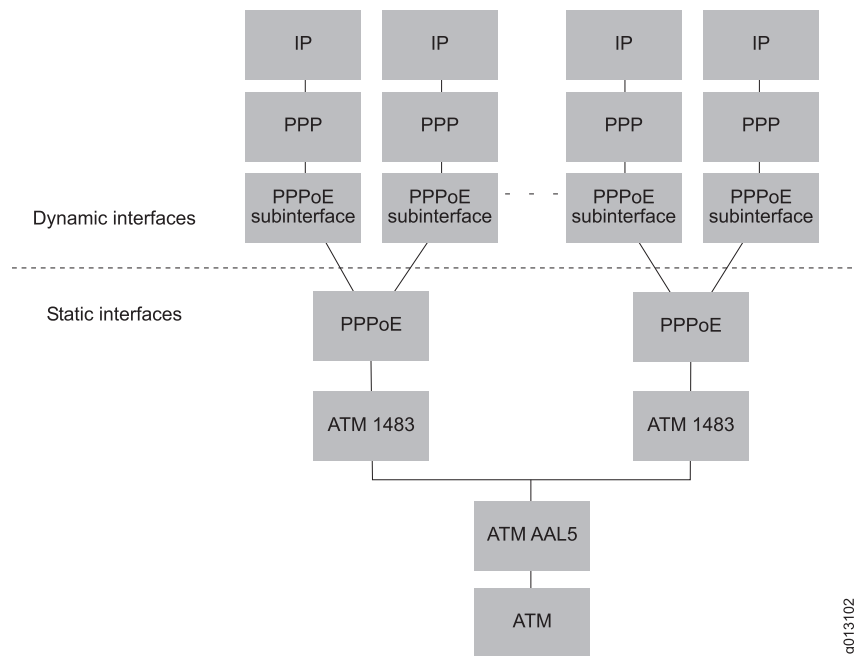 IP
IP
IP
IP
PPP
PPP
PPP
PPP
PPPoE
subinterface
PPPoE
subinterface
PPPoE
subinterface
PPPoE
subinterface
Dynamic interfaces
Static interfaces
PPPoE
PPPoE
ATM 1483
ATM 1483
ATM AAL5
ATM
g013102